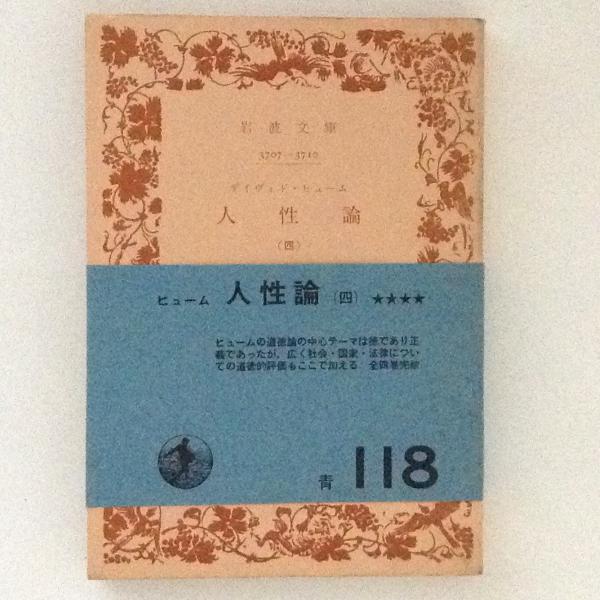 岩波文庫
3707—3710
デイヴィド・ヒューム
人性論
(四)
ヒューム 人性論 (四) ★★★★
ヒュームの道徳論の中心テーマは徳であり正
義であったが、広く社会・国家・法律につい
ての道徳的評価もここで加える 全四巻完結
青 118